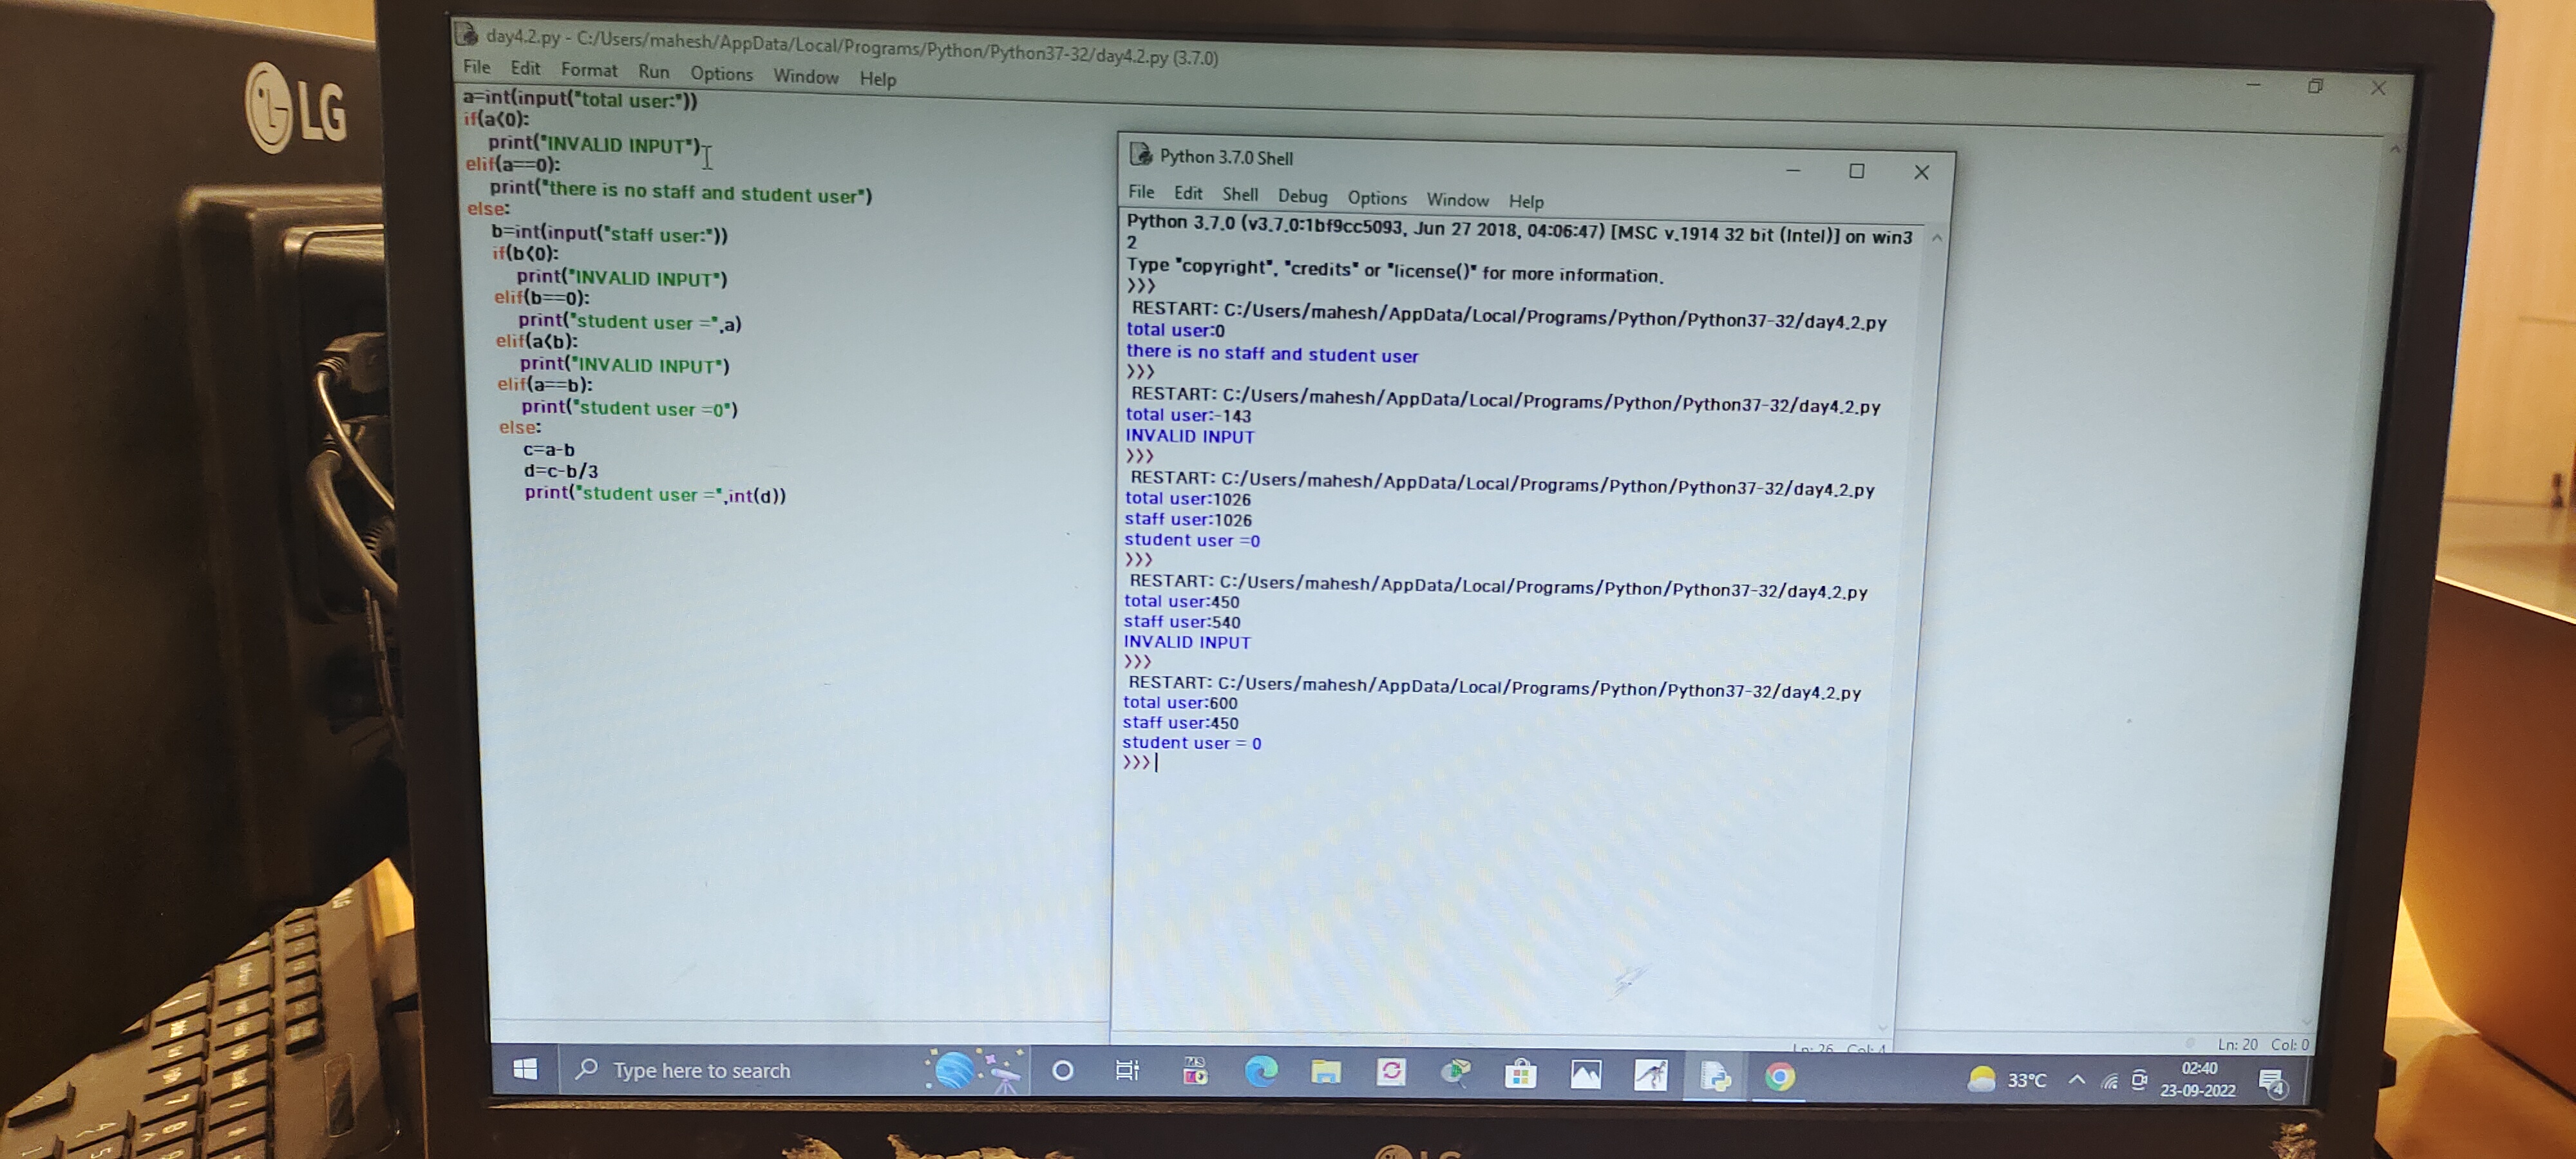 LG
day4.2.py - C:/Users/mahesh/AppData/Local/Programs/Python/Python37-32/day4.2.py (3.7.0)
File Edit Format Run Options Window Help
a=int(input("total user:"))
if(a<0):
print("INVALID INPUT")
elif(a==0):
print("there is no staff and student user")
else:
b=int(input("staff user:"))
if(b<0):
print("INVALID INPUT")
elif(b==0):
print("student user =",a)
elif(a<b):
print("INVALID INPUT")
elif(a==b):
print("student user =0")
else:
c=a-b
d=c-b/3
print("student user =",int(d))
Python 3.7.0 Shell
File Edit Shell Debug Options Window Help
Python 3.7.0 (v3.7.0:1bf9cc5093, Jun 27 2018, 04:06:47) [MSC v.1914 32 bit (Intel)] on win3
2
Type "copyright", "credits" or "license()" for more information.
>>>
RESTART: C:/Users/mahesh/AppData/Local/Programs/Python/Python37-32/day4.2.py
total user:0
there is no staff and student user
>>>
RESTART: C:/Users/mahesh/AppData/Local/Programs/Python/Python37-32/day4.2.py
total user:-143
INVALID INPUT
>>>
RESTART: C:/Users/mahesh/AppData/Local/Programs/Python/Python37-32/day4.2.py
total user:1026
staff user:1026
student user =0
>>>
RESTART: C:/Users/mahesh/AppData/Local/Programs/Python/Python37-32/day4.2.py
total user:450
staff user:540
INVALID INPUT
>>>
RESTART: C:/Users/mahesh/AppData/Local/Programs/Python/Python37-32/day4.2.py
total user:600
staff user:450
student user = 0
>>>
Ln: 26 Col: 4
Ln: 20 Col: 0
Type here to search
33°C
02:40
23-09-2022
4
LG